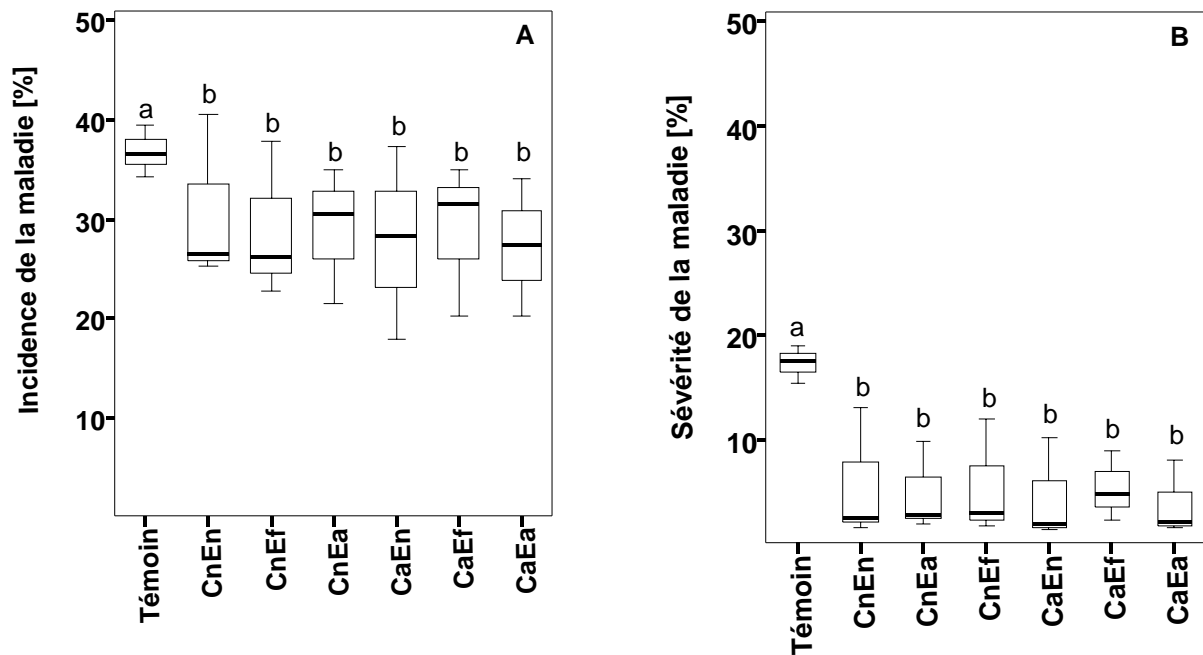 A
Incidence de la maladie [%]
50
40
30
20
10
a
b
b
b
b
b
b
Témoin
CnEn
CnEf
CnEa
CaEn
CaEf
CaEa
B
Sévérité de la maladie [%]
50
40
30
20
10
a
b
b
b
b
b
b
Témoin
CnEn
CnEa
CnEf
CaEn
CaEf
CaEa